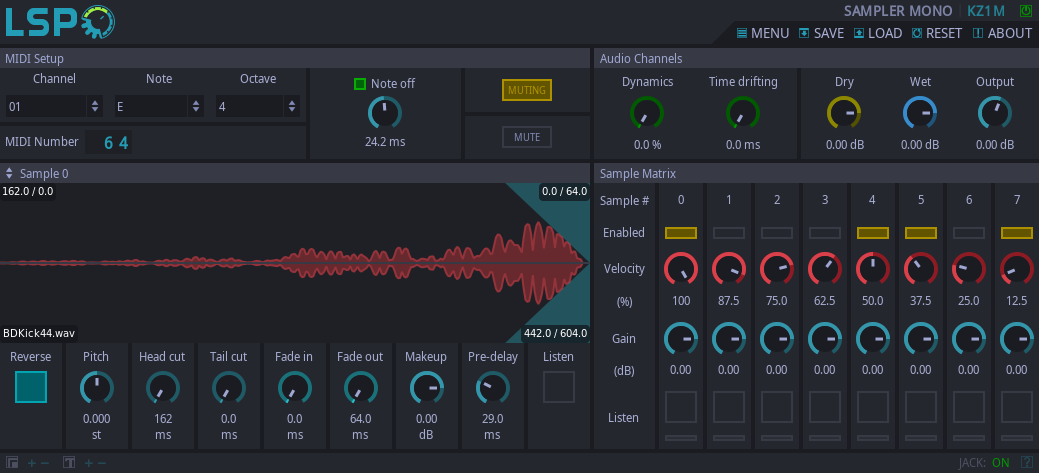 LSP
SAMPLER MONO KZ1M
MENU SAVE LOAD RESET ABOUT
MIDI Setup
Channel Note Octave
01 E 4
MIDI Number 64
Note off
24.2 ms
MUTING
MUTE
Audio Channels
Dynamics Time drifting Dry Wet Output
0.0 % 0.0 ms 0.00 dB 0.00 dB 0.00 dB
Sample 0
162.0 / 0.0 0.0 / 64.0
BDKick44.wav 442.0 / 604.0
Reverse Pitch Head cut Tail cut Fade in Fade out Makeup Pre-delay Listen
0.000 162 0.0 0.0 64.0 0.00 29.0
st ms ms ms ms dB ms
Sample Matrix
Sample # 0 1 2 3 4 5 6 7
Enabled
Velocity
(%) 100 87.5 75.0 62.5 50.0 37.5 25.0 12.5
Gain
(dB) 0.00 0.00 0.00 0.00 0.00 0.00 0.00 0.00
Listen
+ − T + − JACK: ON ?